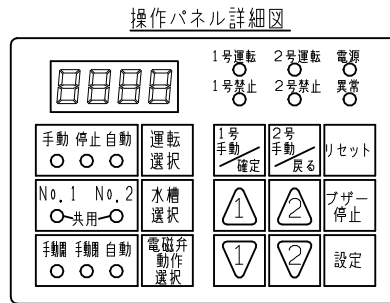 操作パネル詳細図
1号運転 2号運転 電源
1号禁止 2号禁止 異常
8888
手動 停止 自動 運転選択
1号手動/確定 2号手動/戻る リセット
No.1 No.2 共用 水槽選択
1 2 ブザー停止
手動開 手動閉 自動 電磁弁動作選択
1 2 設定